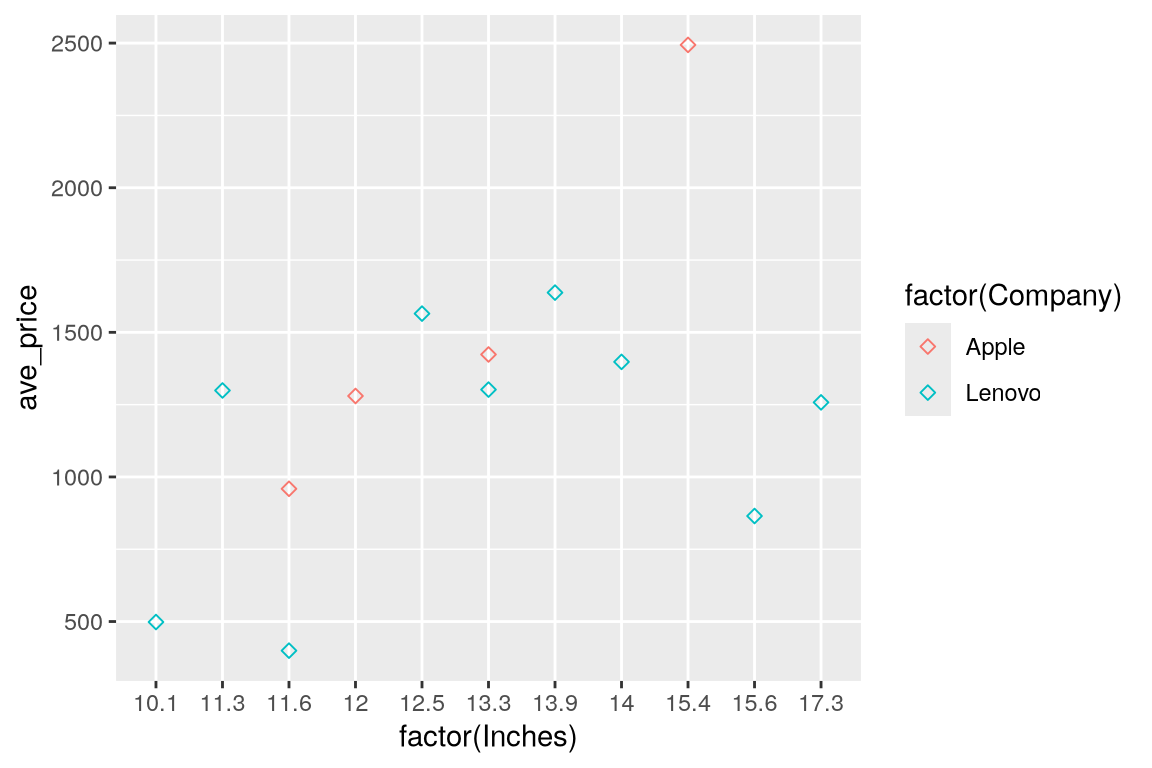 2500
2000
1500
1000
500
ave_price
10.1 11.3 11.6 12 12.5 13.3 13.9 14 15.4 15.6 17.3
factor(Inches)
factor(Company)
Apple
Lenovo